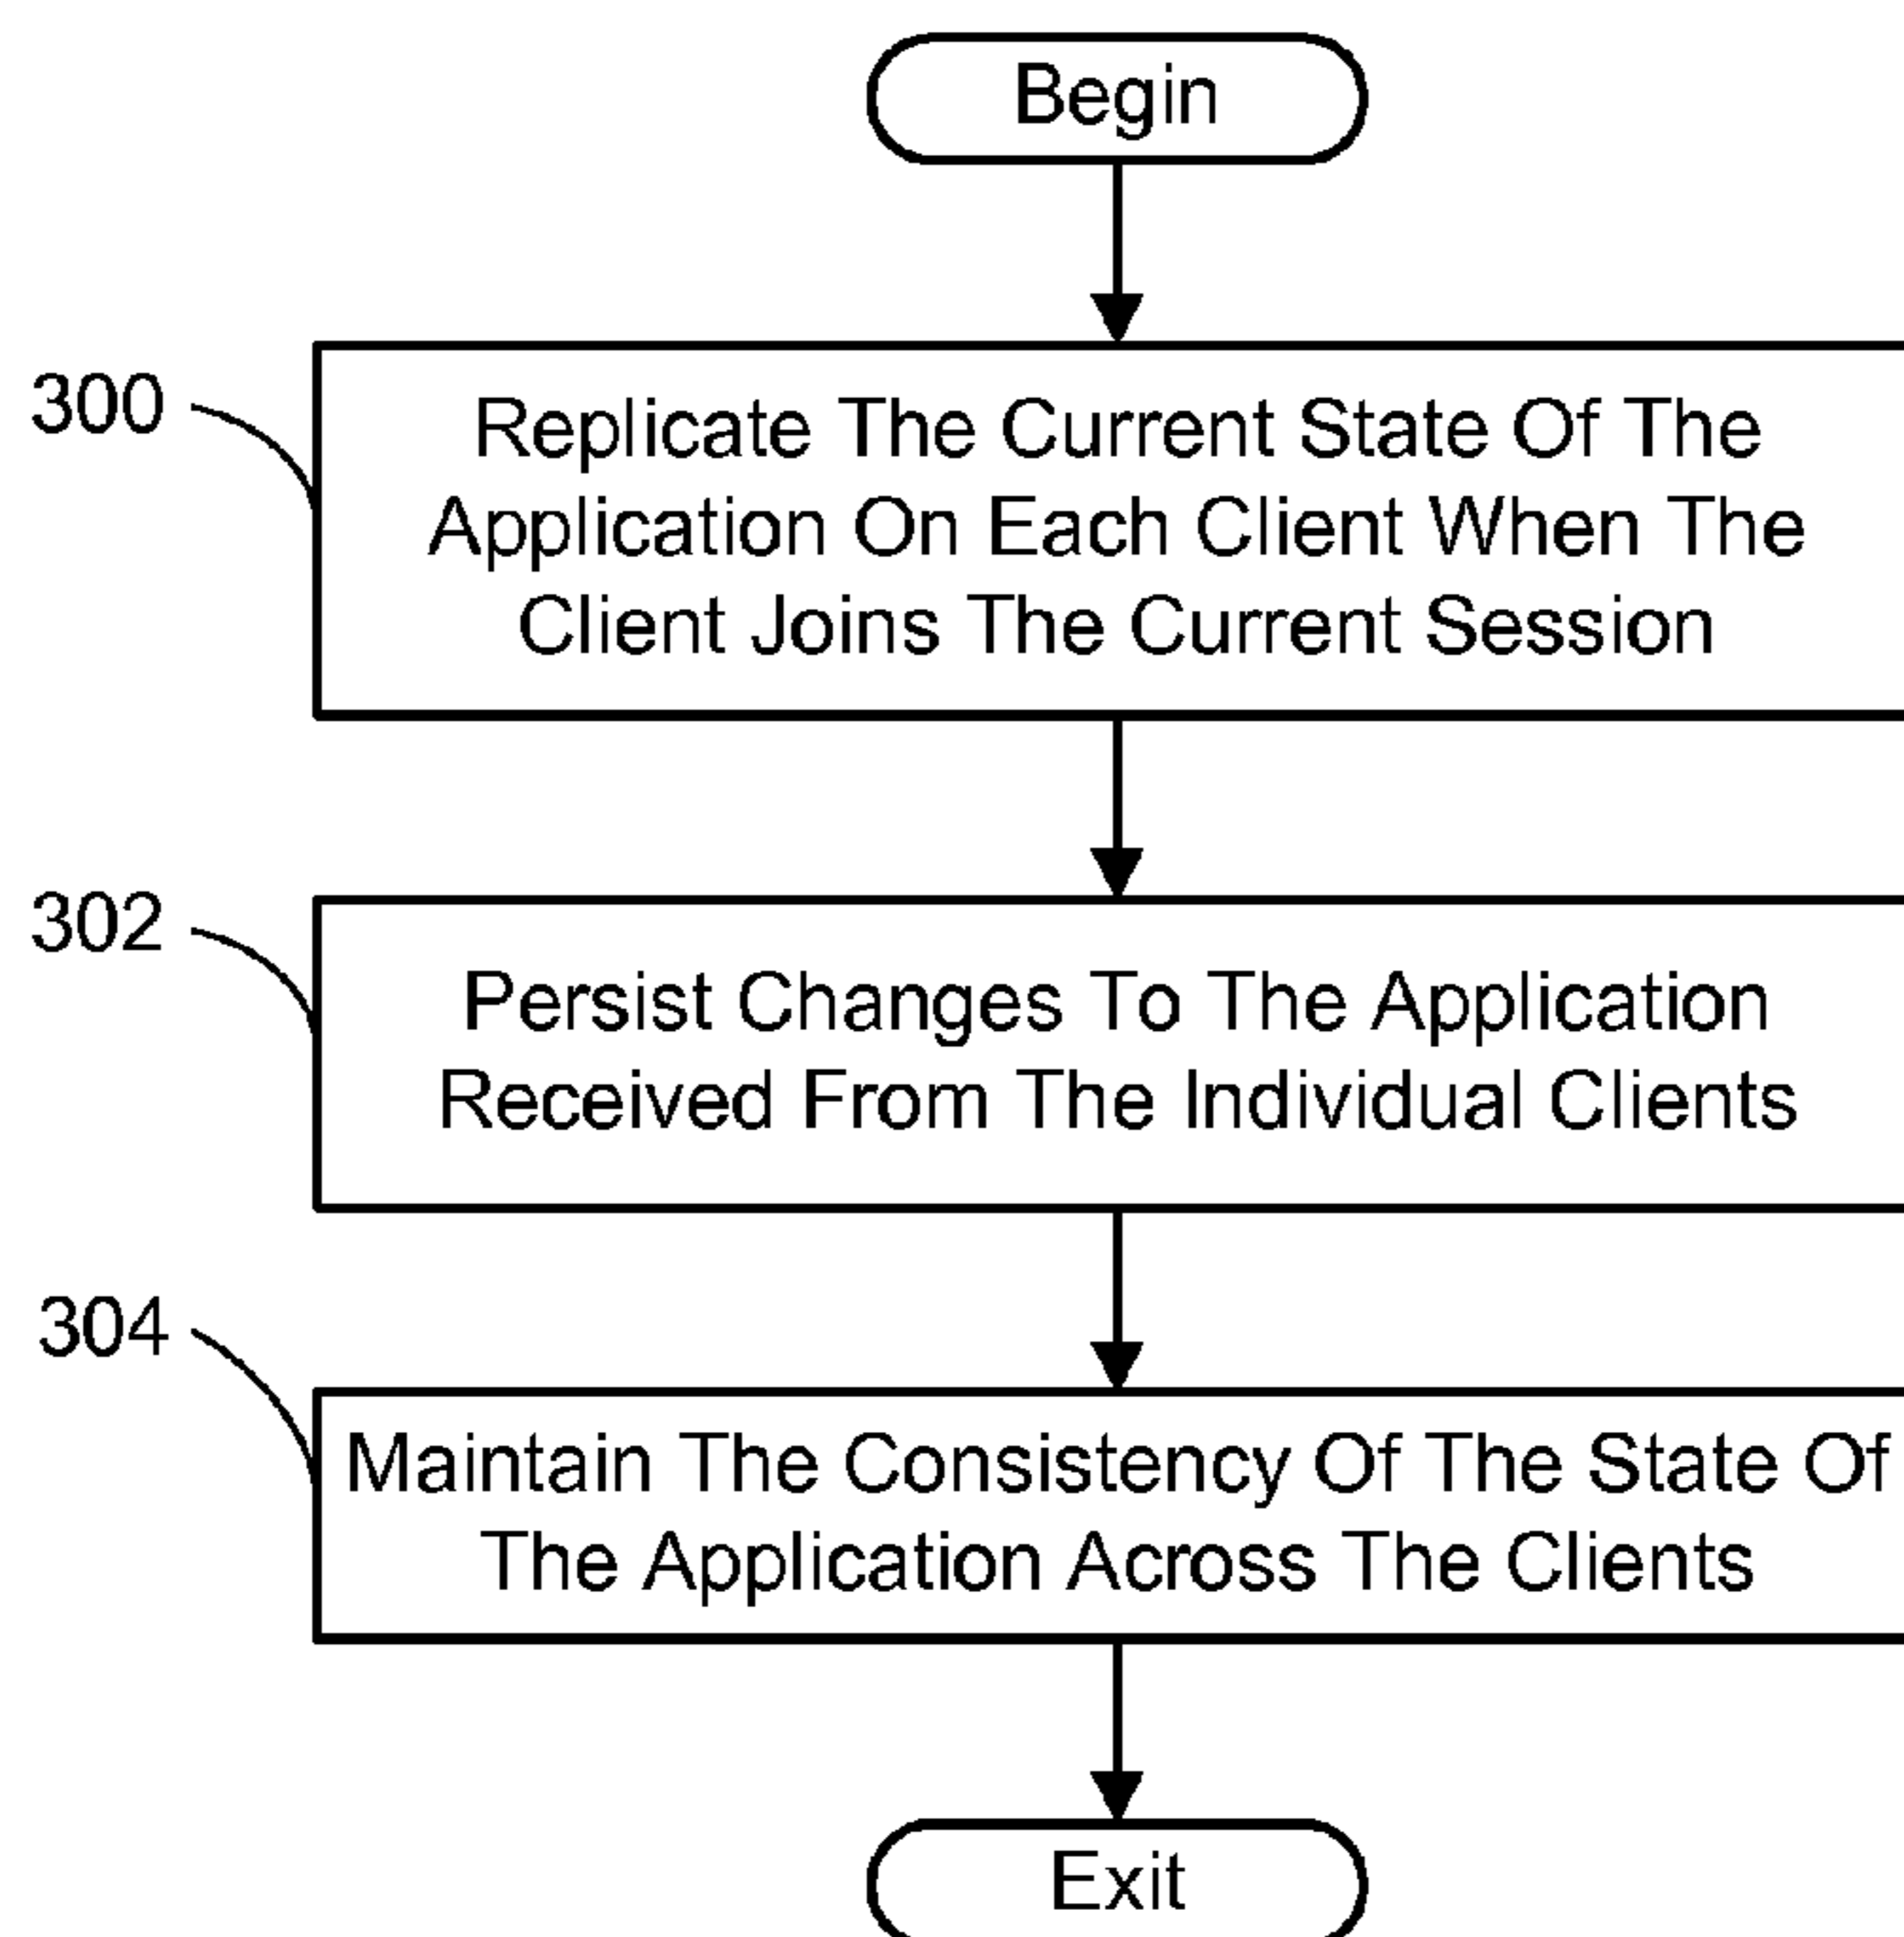 Begin
300
Replicate The Current State Of The
Application On Each Client When The
Client Joins The Current Session
302
Persist Changes To The Application
Received From The Individual Clients
304
Maintain The Consistency Of The State Of
The Application Across The Clients
Exit